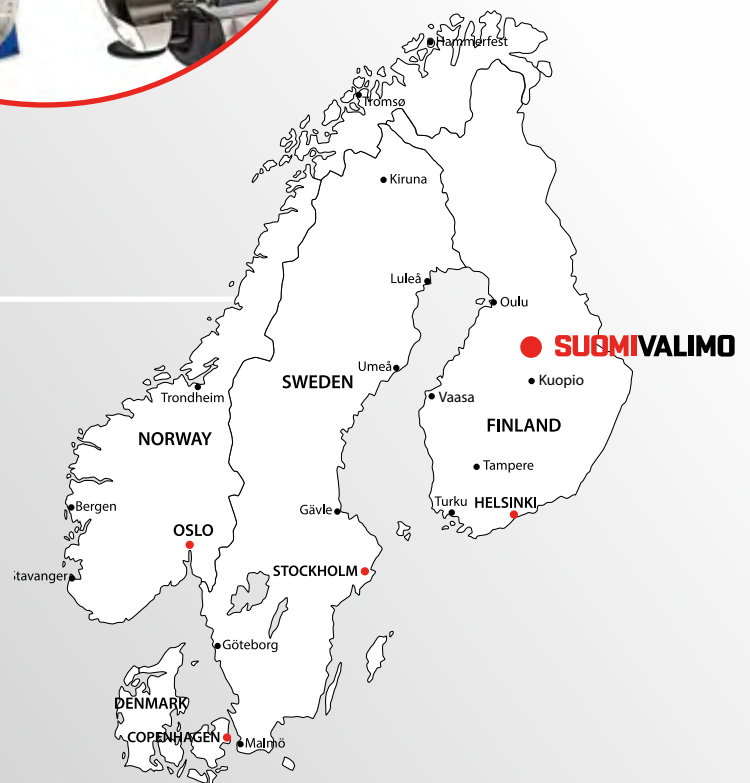 Hammerfest
Tromsø
Kiruna
Luleå
Oulu
SUOMIVALIMO
Umeå
Kuopio
SWEDEN
Trondheim
Vaasa
FINLAND
NORWAY
Tampere
Turku
HELSINKI
Bergen
Gävle
OSLO
STOCKHOLM
tavanger
Göteborg
DENMARK
COPENHAGEN
Malmö